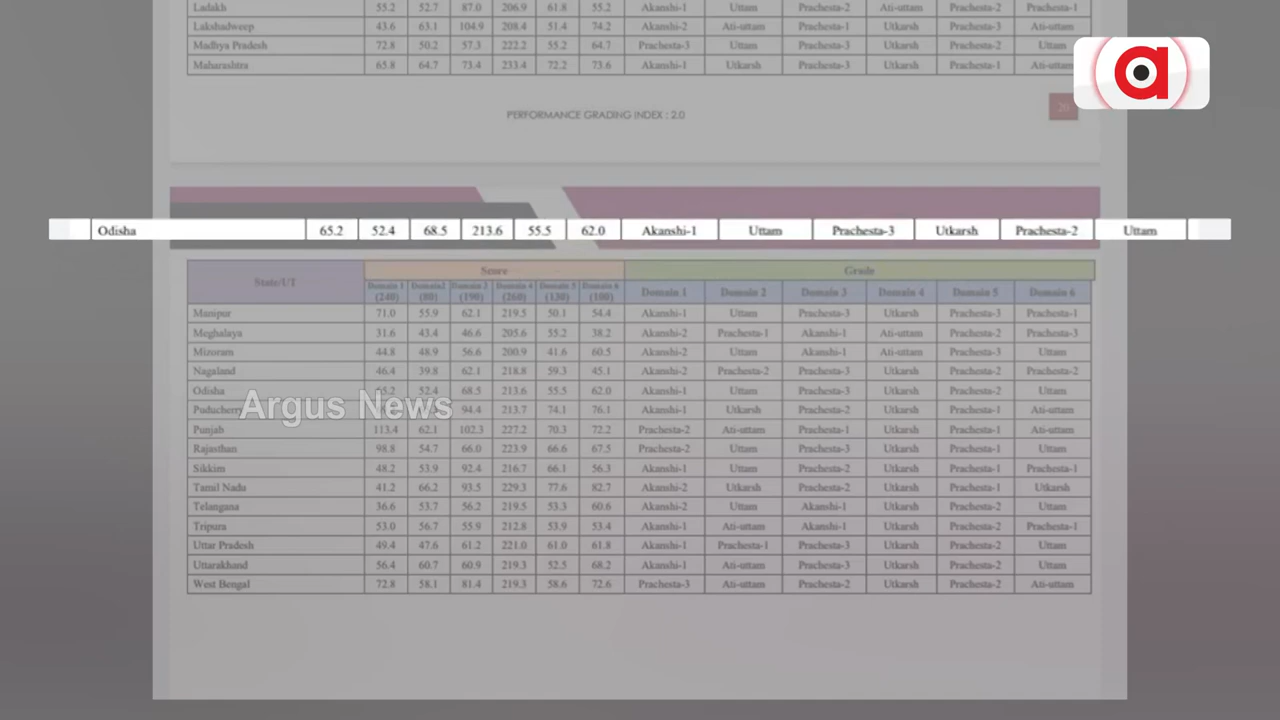 Ladakh 55.2 52.7 87.0 206.9 61.8 55.2 Akanshi-1 Uttam Prachesta-2 Ati-uttam Prachesta-2 Prachesta-1
Lakshadweep 43.6 63.1 104.9 208.4 51.4 74.2 Akanshi-2 Ati-uttam Prachesta-1 Utkarsh Prachesta-3 Ati-uttam
Madhya Pradesh 72.8 50.2 57.3 222.2 55.2 64.7 Prachesta-3 Uttam Prachesta-3 Utkarsh Prachesta-2 Uttam
Maharashtra 65.8 64.7 73.4 233.4 72.2 73.6 Akanshi-1 Utkarsh Prachesta-3 Utkarsh Prachesta-1 Ati-uttam
a
PERFORMANCE GRADING INDEX : 2.0
Odisha 65.2 52.4 68.5 213.6 55.5 62.0 Akanshi-1 Uttam Prachesta-3 Utkarsh Prachesta-2 Uttam
State/UT Score Grade
Domain 1 (240) Domain2 (80) Domain 3 (190) Domain 4 (260) Domain 5 (130) Domain 6 (100) Domain 1 Domain 2 Domain 3 Domain 4 Domain 5 Domain 6
Manipur 71.0 55.9 62.1 219.5 50.1 54.4 Akanshi-1 Uttam Prachesta-3 Utkarsh Prachesta-3 Prachesta-1
Meghalaya 31.6 43.4 46.6 205.6 55.2 38.2 Akanshi-2 Prachesta-1 Akanshi-1 Ati-uttam Prachesta-2 Prachesta-3
Mizoram 44.8 48.9 56.6 200.9 41.6 60.5 Akanshi-2 Uttam Akanshi-1 Ati-uttam Prachesta-3 Uttam
Nagaland 46.4 39.8 62.1 218.8 59.3 45.1 Akanshi-2 Prachesta-2 Prachesta-3 Utkarsh Prachesta-2 Prachesta-2
Odisha 65.2 52.4 68.5 213.6 55.5 62.0 Akanshi-1 Uttam Prachesta-3 Utkarsh Prachesta-2 Uttam
Argus News
Puducherry 94.4 213.7 74.1 76.1 Akanshi-1 Utkarsh Prachesta-2 Utkarsh Prachesta-1 Ati-uttam
Punjab 113.4 62.1 102.3 227.2 70.3 72.2 Prachesta-2 Ati-uttam Prachesta-1 Utkarsh Prachesta-1 Ati-uttam
Rajasthan 98.8 54.7 66.0 223.9 66.6 67.5 Prachesta-2 Uttam Prachesta-3 Utkarsh Prachesta-1 Uttam
Sikkim 48.2 53.9 92.4 216.7 66.1 56.3 Akanshi-1 Uttam Prachesta-2 Utkarsh Prachesta-1 Prachesta-1
Tamil Nadu 41.2 66.2 93.5 229.3 77.6 82.7 Akanshi-2 Utkarsh Prachesta-2 Utkarsh Prachesta-1 Utkarsh
Telangana 36.6 53.7 56.2 219.5 53.3 60.6 Akanshi-2 Uttam Akanshi-1 Utkarsh Prachesta-2 Uttam
Tripura 53.0 56.7 55.9 212.8 53.9 53.4 Akanshi-1 Ati-uttam Akanshi-1 Utkarsh Prachesta-2 Prachesta-1
Uttar Pradesh 49.4 47.6 61.2 221.0 61.0 61.8 Akanshi-1 Prachesta-1 Prachesta-3 Utkarsh Prachesta-2 Uttam
Uttarakhand 56.4 60.7 60.9 219.3 52.5 68.2 Akanshi-1 Ati-uttam Prachesta-3 Utkarsh Prachesta-2 Uttam
West Bengal 72.8 58.1 81.4 219.3 58.6 72.6 Prachesta-3 Ati-uttam Prachesta-2 Utkarsh Prachesta-2 Ati-uttam